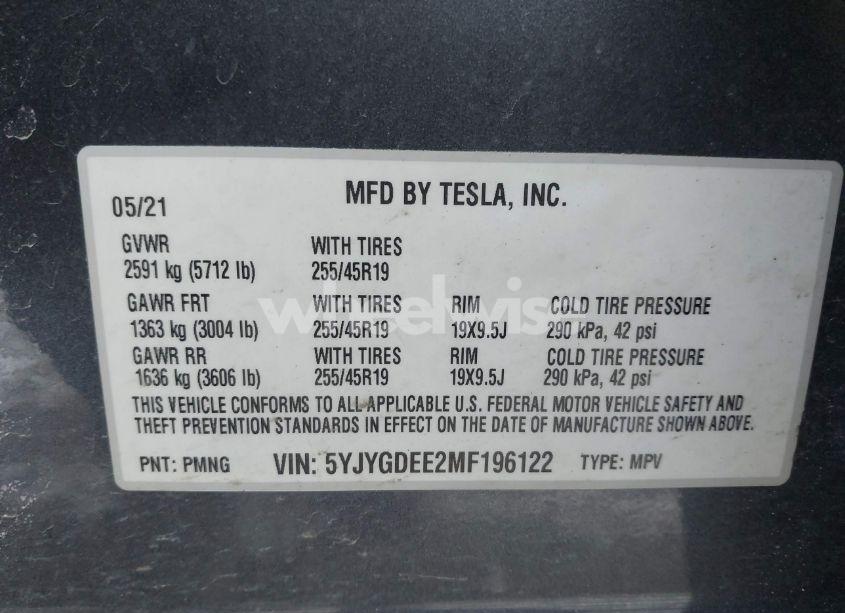 MFD BY TESLA, INC.
05/21
GVWR WITH TIRES
2591 kg (5712 lb) 255/45R19
GAWR FRT WITH TIRES RIM COLD TIRE PRESSURE
1363 kg (3004 lb) 255/45R19 19X9.5J 290 kPa, 42 psi
GAWR RR WITH TIRES RIM COLD TIRE PRESSURE
1636 kg (3606 lb) 255/45R19 19X9.5J 290 kPa, 42 psi
THIS VEHICLE CONFORMS TO ALL APPLICABLE U.S. FEDERAL MOTOR VEHICLE SAFETY AND
THEFT PREVENTION STANDARDS IN EFFECT ON THE DATE OF MANUFACTURE SHOWN ABOVE.
PNT: PMNG VIN: 5YJYGDEE2MF196122 TYPE: MPV